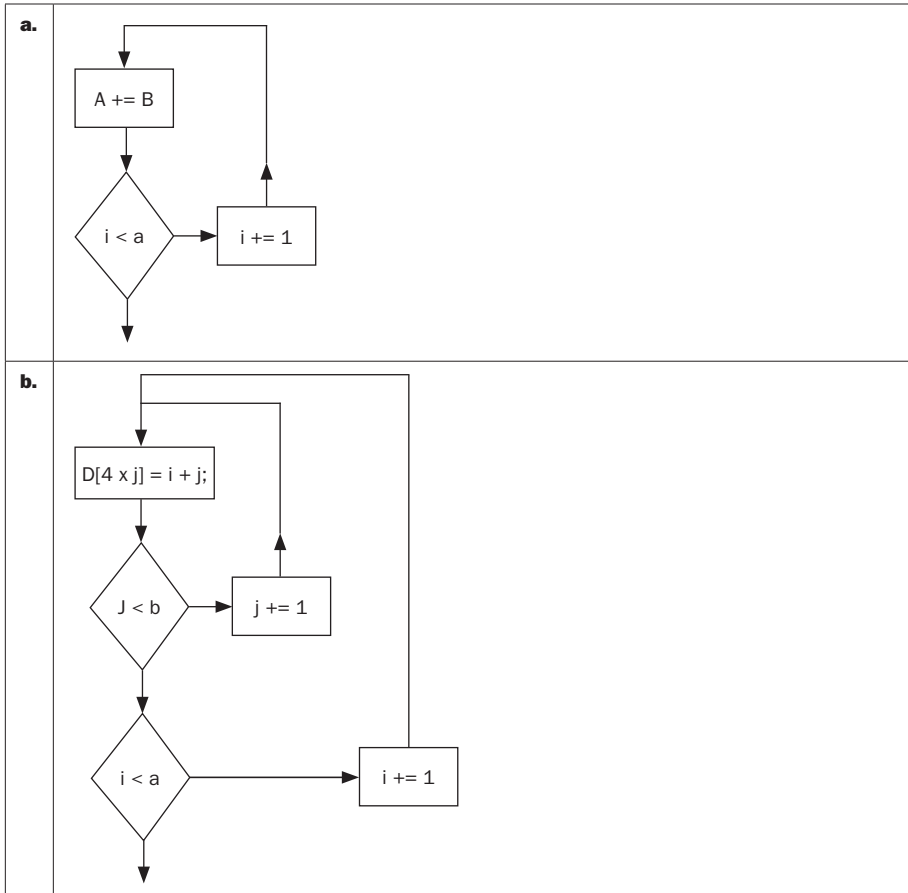 a.
A += B
i < a
i += 1
b.
D[4 x j] = i + j;
J < b
j += 1
i < a
i += 1